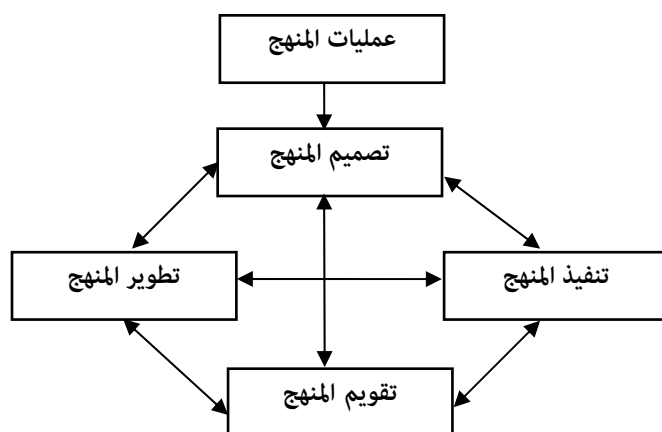 عمليات المنهج
تصميم المنهج
تنفيذ المنهج
تطوير المنهج
تقويم المنهج